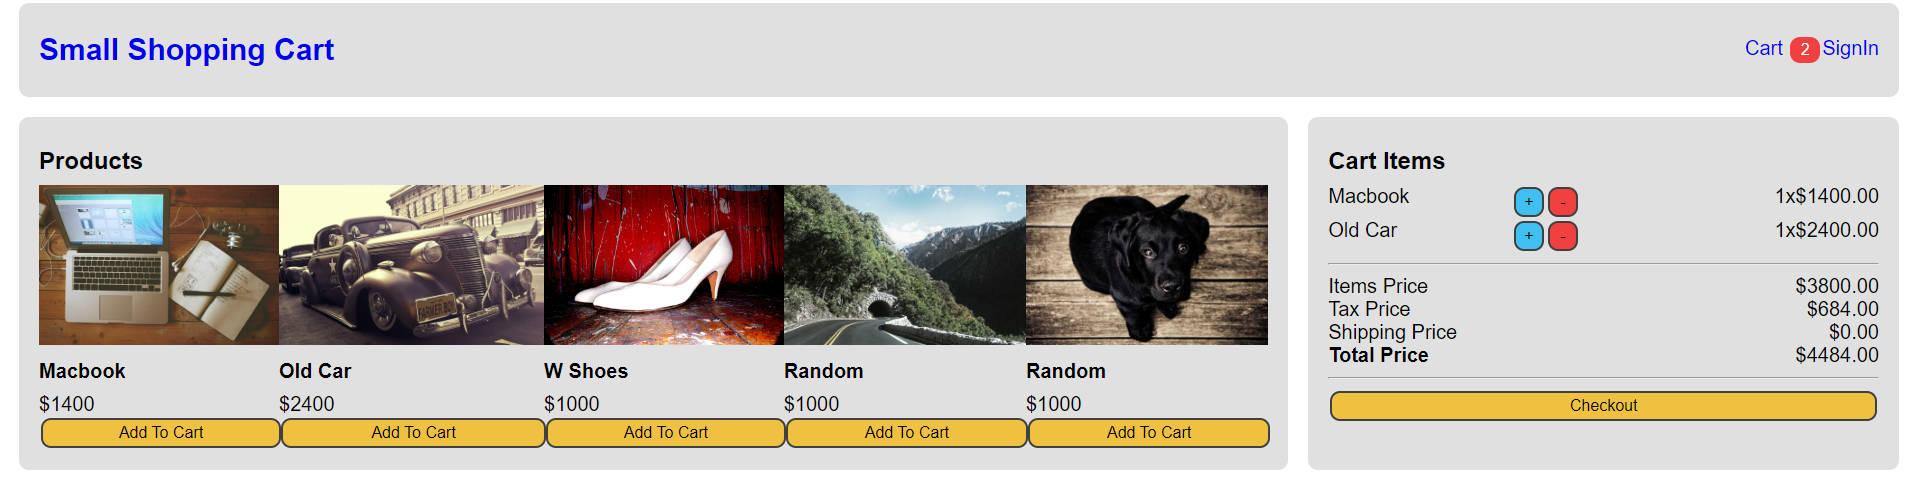 Small Shopping Cart
Cart 2 SignIn
Products
Macbook
$1400
Add To Cart
Old Car
$2400
Add To Cart
W Shoes
$1000
Add To Cart
Random
$1000
Add To Cart
Random
$1000
Add To Cart
FARMER BOY
Cart Items
Macbook + - 1x$1400.00
Old Car + - 1x$2400.00
Items Price $3800.00
Tax Price $684.00
Shipping Price $0.00
Total Price $4484.00
Checkout